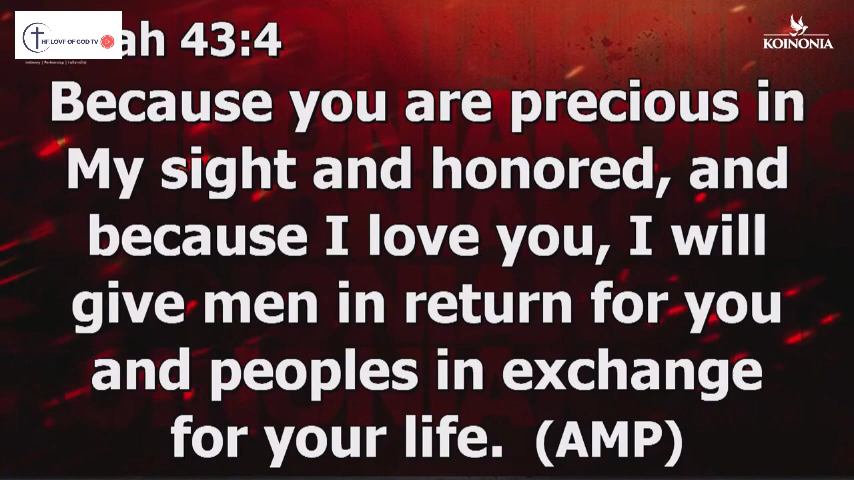 THE LOVE OF GOD TV
ah 43:4
KOINONIA
Because you are precious in
My sight and honored, and
because I love you, I will
give men in return for you
and peoples in exchange
for your life. (AMP)